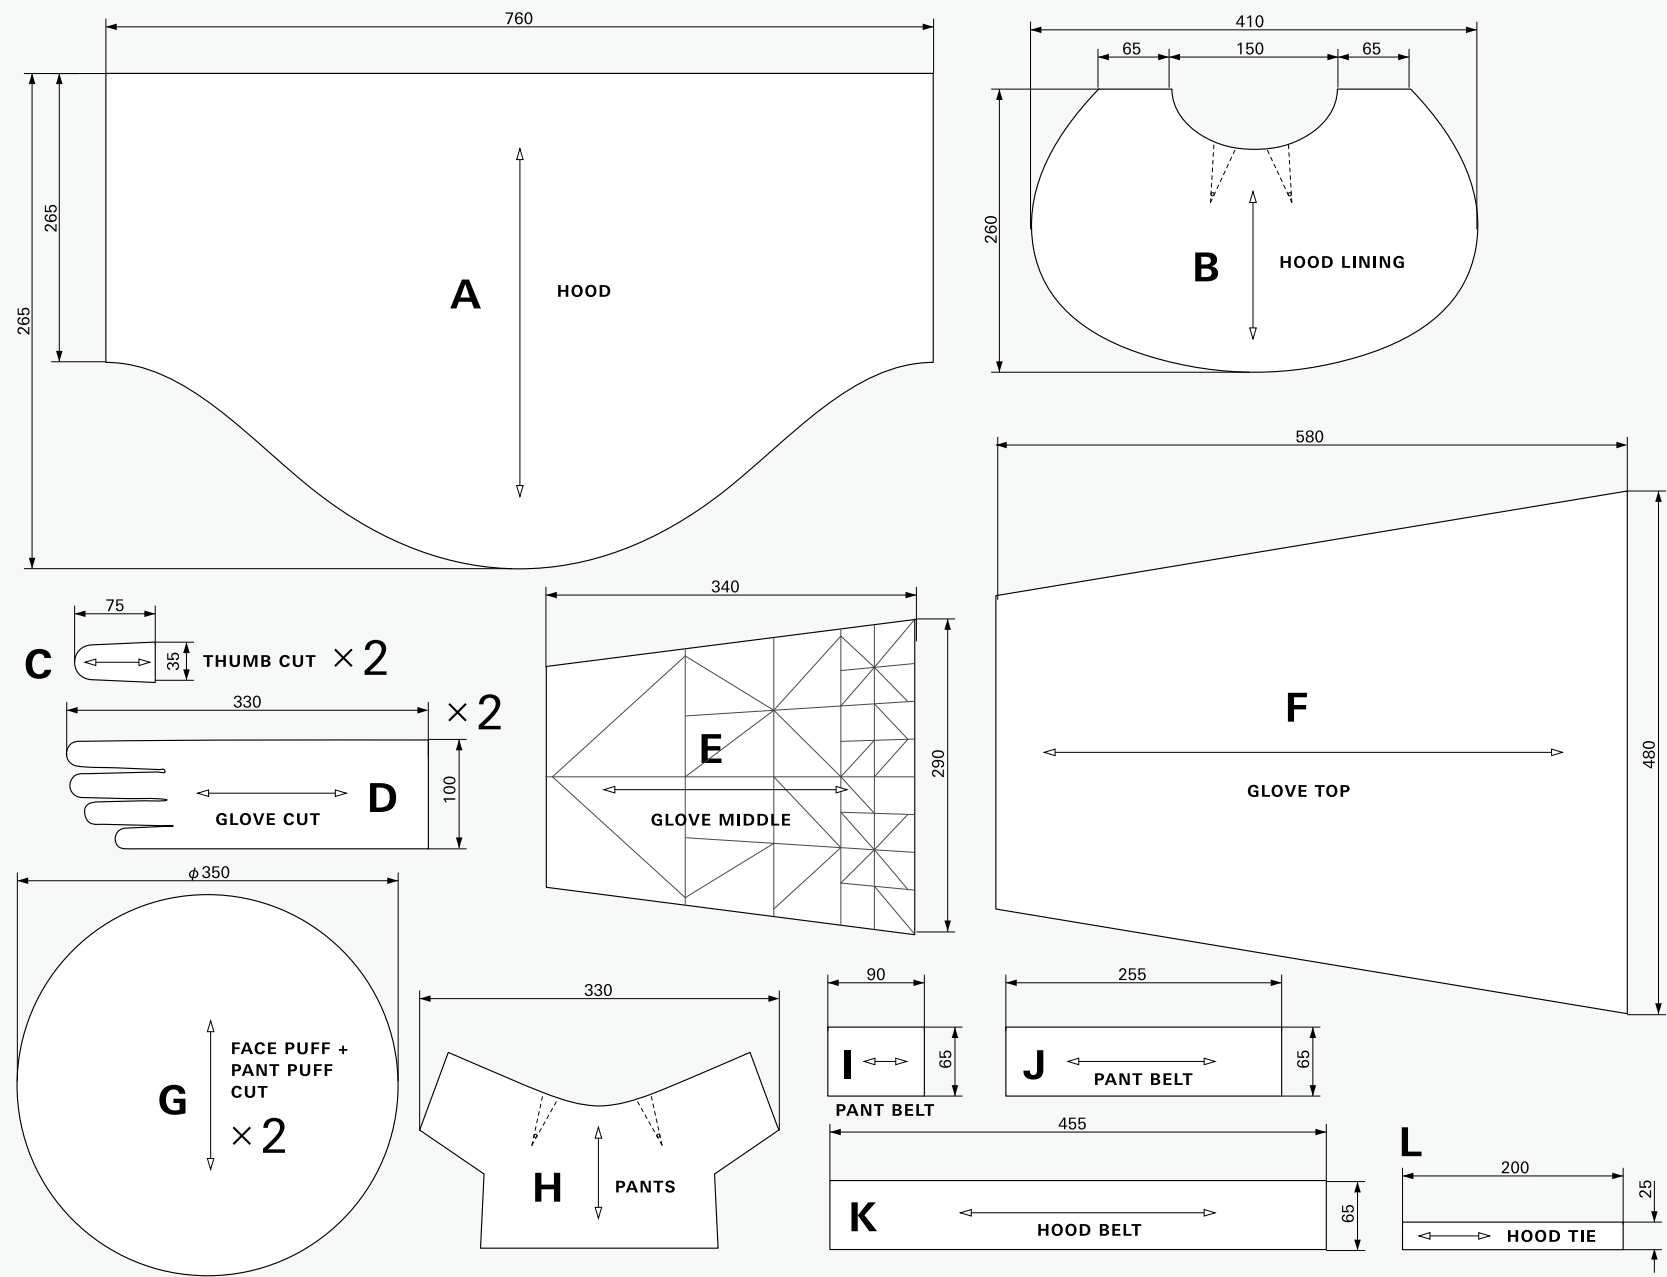 760
265
265
A
HOOD
410
65
150
65
260
B
HOOD LINING
580
480
F
GLOVE TOP
75
35
C
THUMB CUT ×2
330
×2
100
D
GLOVE CUT
340
290
E
GLOVE MIDDLE
ϕ350
G
FACE PUFF +
PANT PUFF
CUT
×2
330
H
PANTS
90
65
I
PANT BELT
255
65
J
PANT BELT
455
65
K
HOOD BELT
L
200
25
HOOD TIE